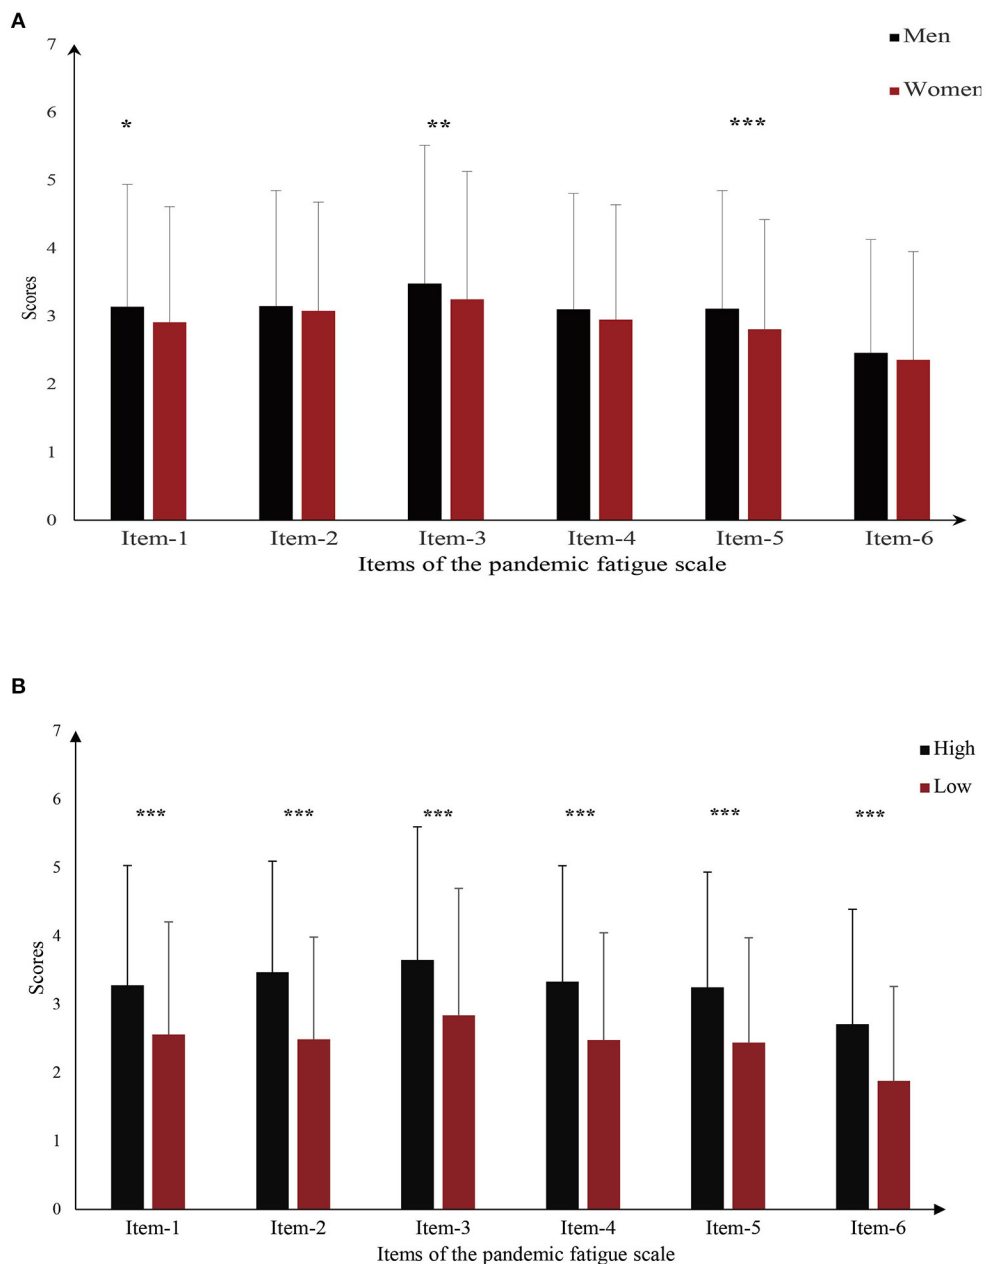 A
7
Men
6
Women
* ** ***
5
4
3
Scores
2
1
0
Item-1 Item-2 Item-3 Item-4 Item-5 Item-6
Items of the pandemic fatigue scale
B
7
High
6
Low
*** *** *** *** *** ***
5
4
Scores
3
2
1
0
Item-1 Item-2 Item-3 Item-4 Item-5 Item-6
Items of the pandemic fatigue scale